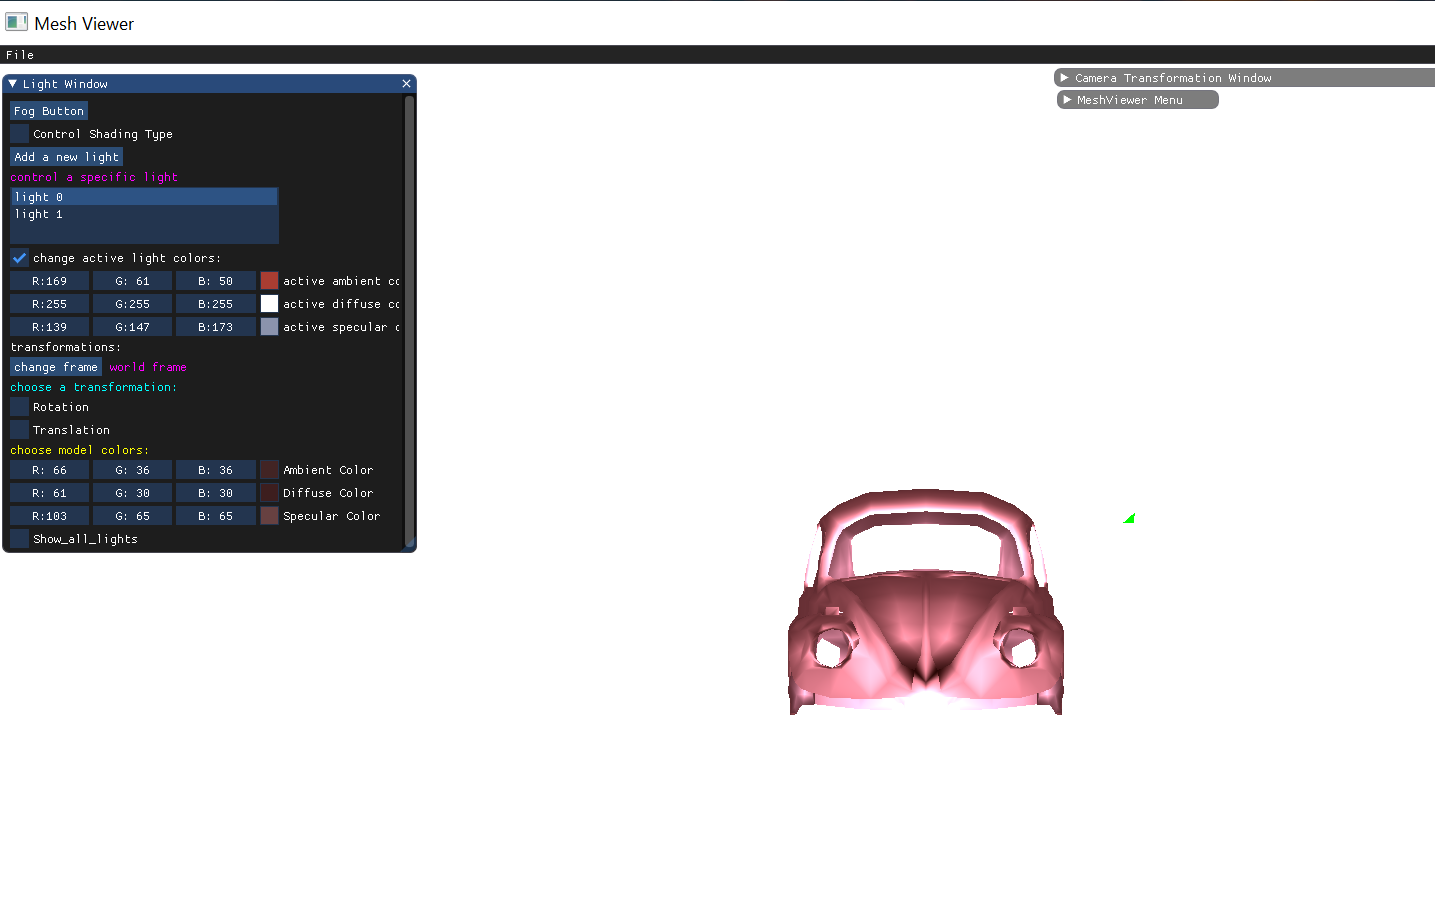 Mesh Viewer
File
Light Window
Camera Transformation Window
MeshViewer Menu
Fog Button
Control Shading Type
Add a new light
control a specific light
light 0
light 1
change active light colors:
R:169 G: 61 B: 50 active ambient co
R:255 G:255 B:255 active diffuse co
R:139 G:147 B:173 active specular c
transformations:
change frame world frame
choose a transformation:
Rotation
Translation
choose model colors:
R: 66 G: 36 B: 36 Ambient Color
R: 61 G: 30 B: 30 Diffuse Color
R:103 G: 65 B: 65 Specular Color
Show_all_lights